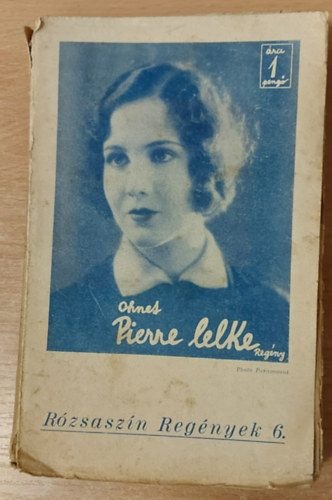 ára
1
pengő
Ohnet
Pierre lelke
Regény
Photo Paramount
Rózsaszín Regények 6.